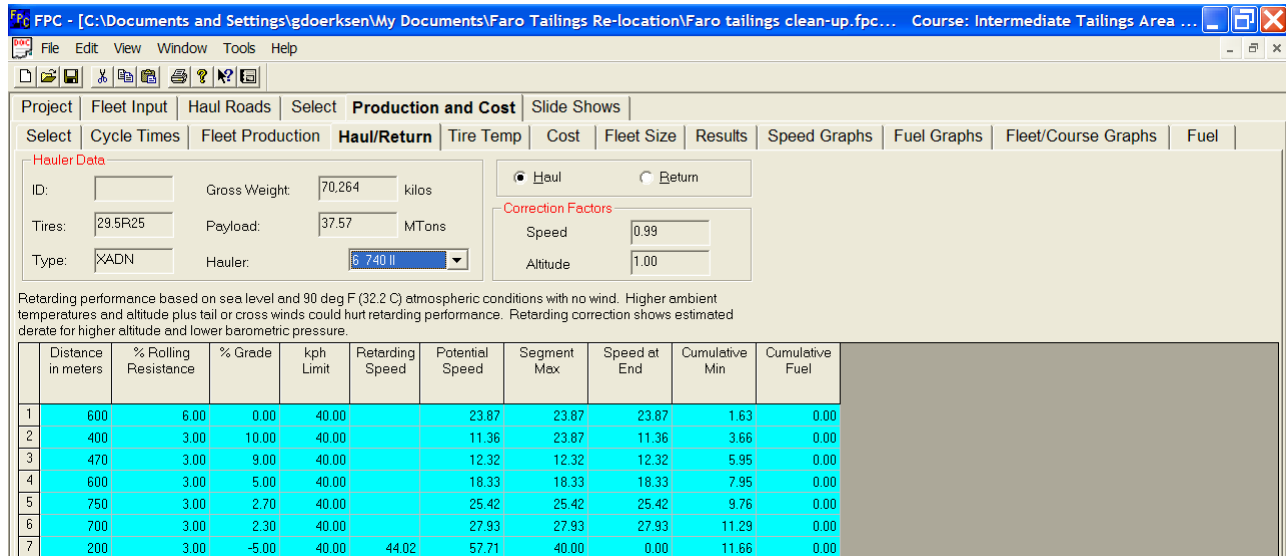 FPC - [C:\Documents and Settings\gdoerksen\My Documents\Faro Tailings Re-location\Faro tailings clean-up.fpc... Course: Intermediate Tailings Area ...
File Edit View Window Tools Help
Project Fleet Input Haul Roads Select Production and Cost Slide Shows
Select Cycle Times Fleet Production Haul/Return Tire Temp Cost Fleet Size Results Speed Graphs Fuel Graphs Fleet/Course Graphs Fuel
Hauler Data
ID: Gross Weight: 70,264 kilos
Tires: 29.5R25 Payload: 37.57 MTons
Type: XADN Hauler: 6 740 II
Haul Return
Correction Factors
Speed 0.99
Altitude 1.00
Retarding performance based on sea level and 90 deg F (32.2 C) atmospheric conditions with no wind. Higher ambient
temperatures and altitude plus tail or cross winds could hurt retarding performance. Retarding correction shows estimated
derate for higher altitude and lower barometric pressure.
Distance in meters % Rolling Resistance % Grade kph Limit Retarding Speed Potential Speed Segment Max Speed at End Cumulative Min Cumulative Fuel
1 600 6.00 0.00 40.00 23.87 23.87 23.87 1.63 0.00
2 400 3.00 10.00 40.00 11.36 23.87 11.36 3.66 0.00
3 470 3.00 9.00 40.00 12.32 12.32 12.32 5.95 0.00
4 600 3.00 5.00 40.00 18.33 18.33 18.33 7.95 0.00
5 750 3.00 2.70 40.00 25.42 25.42 25.42 9.76 0.00
6 700 3.00 2.30 40.00 27.93 27.93 27.93 11.29 0.00
7 200 3.00 -5.00 40.00 44.02 57.71 40.00 0.00 11.66 0.00